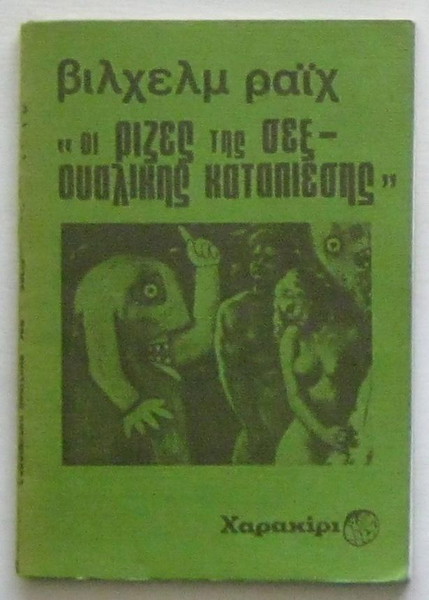 βιλχελμ ραϊχ
«οι ριζες της σεξ-
ουαλικης καταπιεσης»
Χαρακίρι